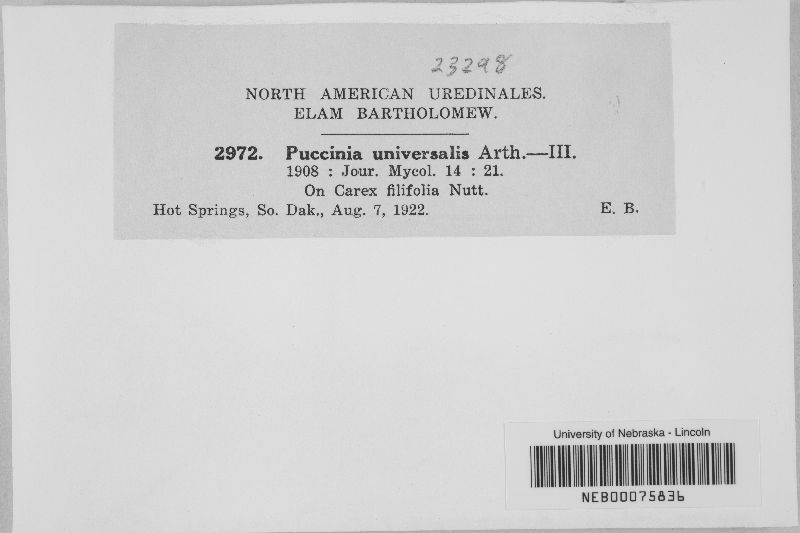 23298
NORTH AMERICAN UREDINALES.
ELAM BARTHOLOMEW.
2972. Puccinia universalis Arth.—III.
1908 : Jour. Mycol. 14 : 21.
On Carex filifolia Nutt.
Hot Springs, So. Dak., Aug. 7, 1922. E. B.
University of Nebraska - Lincoln
NEB00075836